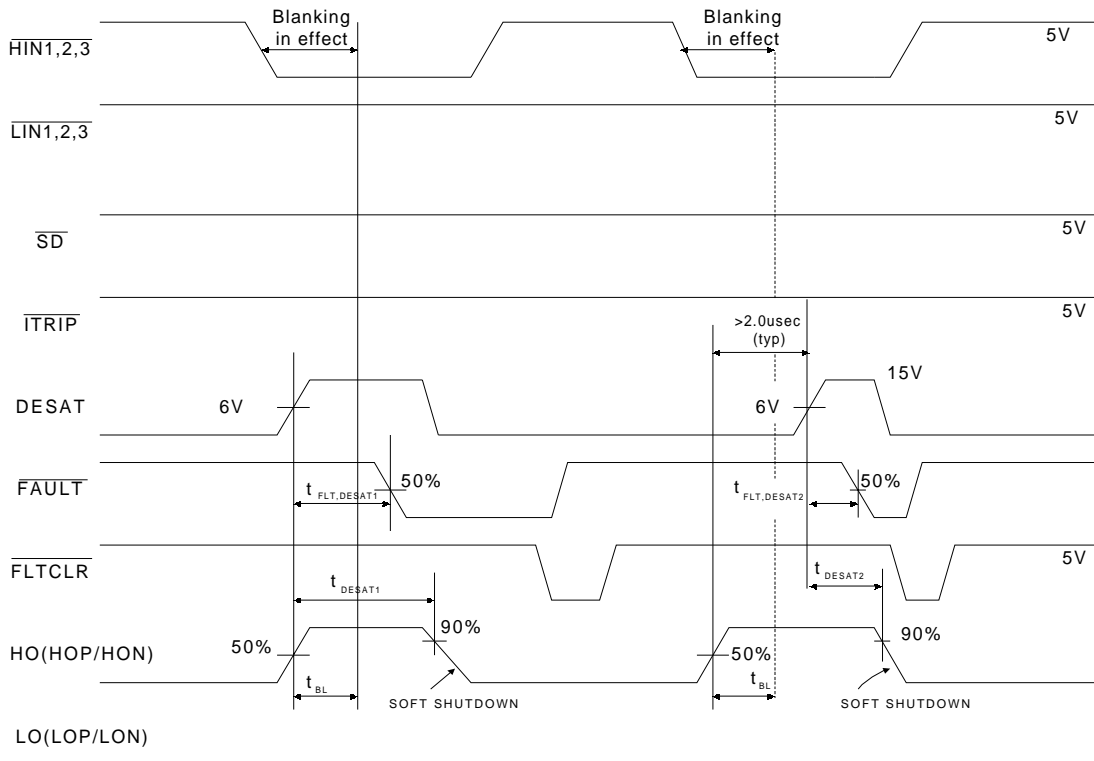 Blanking
in effect
Blanking
in effect
HIN1,2,3
5V
LIN1,2,3
5V
SD
5V
ITRIP
5V
>2.0usec
(typ)
DESAT
6V
6V
15V
FAULT
50%
50%
t FLT,DESAT1
t FLT,DESAT2
FLTCLR
5V
t DESAT1
t DESAT2
HO(HOP/HON)
50%
90%
50%
90%
t BL
t BL
SOFT SHUTDOWN
SOFT SHUTDOWN
LO(LOP/LON)